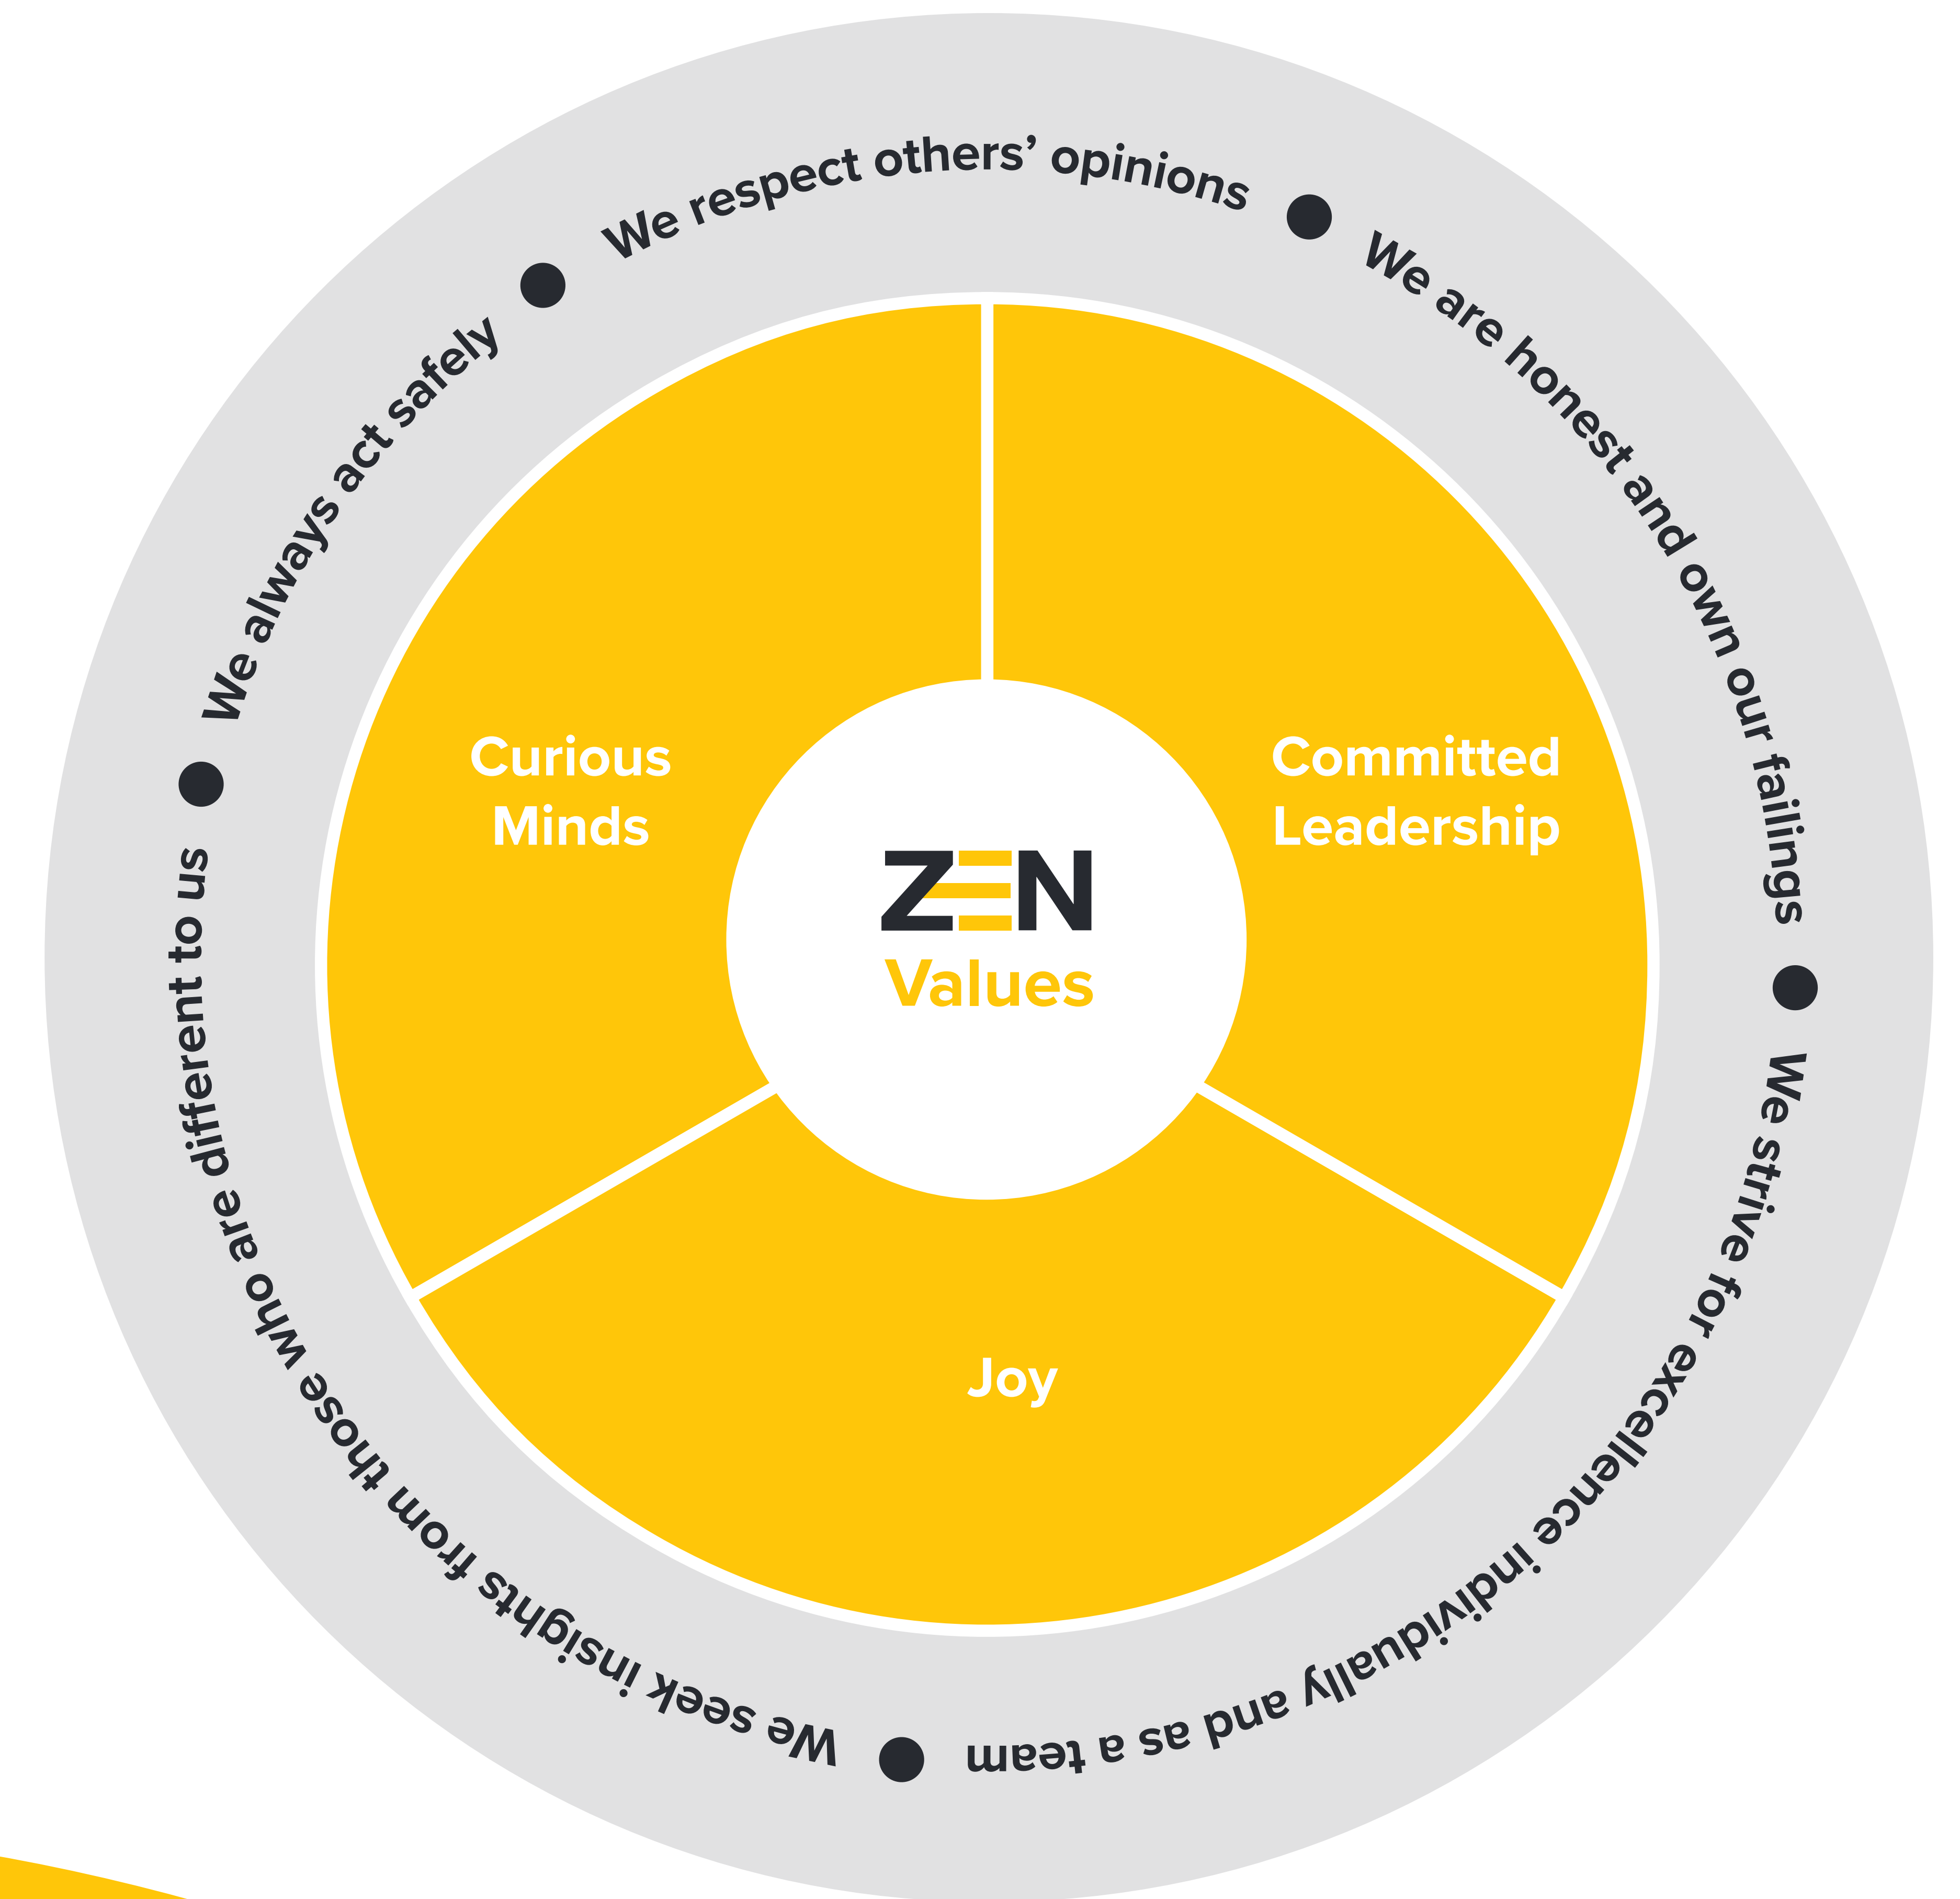 We respect others’ opinions
We are honest and own our failings
We strive for excellence individually and as a team
We seek insights from those who are different to us
We always act safely
Curious
Minds
Committed
Leadership
ZEN
Values
Joy